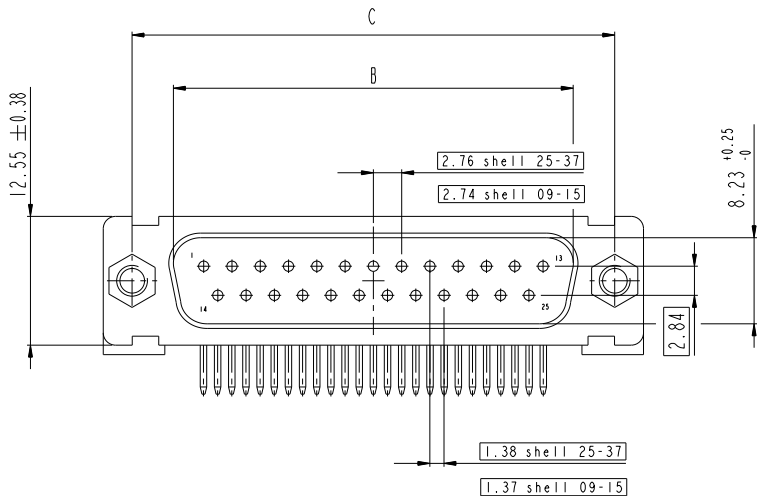 C
B
12.55 ±0.38
2.76 shell 25-37
2.74 shell 09-15
8.23 +0.25 -0
1
13
14
25
2.84
1.38 shell 25-37
1.37 shell 09-15